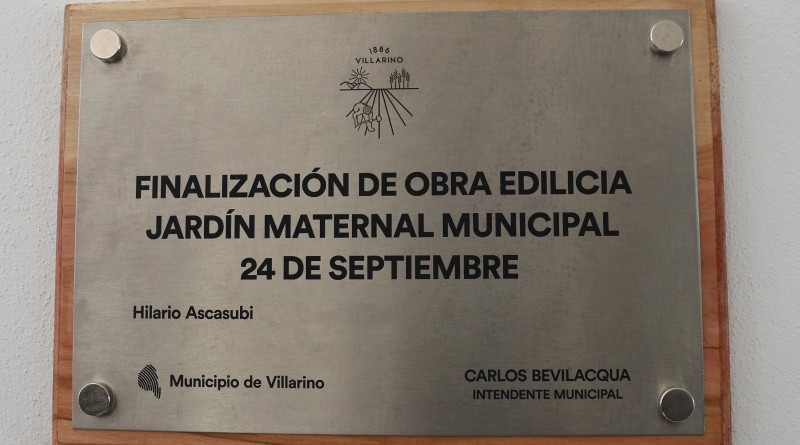 1886
VILLARINO
FINALIZACIÓN DE OBRA EDILICIA
JARDÍN MATERNAL MUNICIPAL
24 DE SEPTIEMBRE
Hilario Ascasubi
Municipio de Villarino
CARLOS BEVILACQUA
INTENDENTE MUNICIPAL